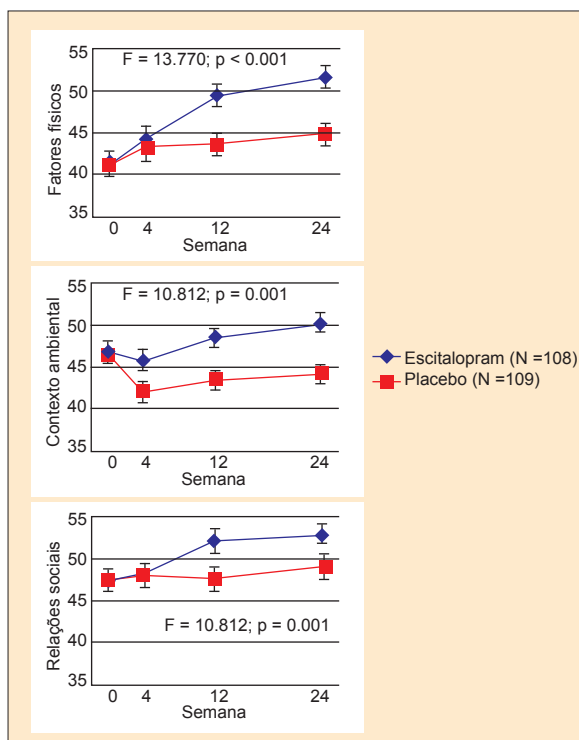 55
F = 13.770; p < 0.001
50
45
40
35
Fatores físicos
0 4 12 24
Semana
55
F = 10.812; p = 0.001
50
45
40
35
Contexto ambiental
0 4 12 24
Semana
Escitalopram (N =108)
Placebo (N =109)
55
50
45
F = 10.812; p = 0.001
40
35
Relações sociais
0 4 12 24
Semana